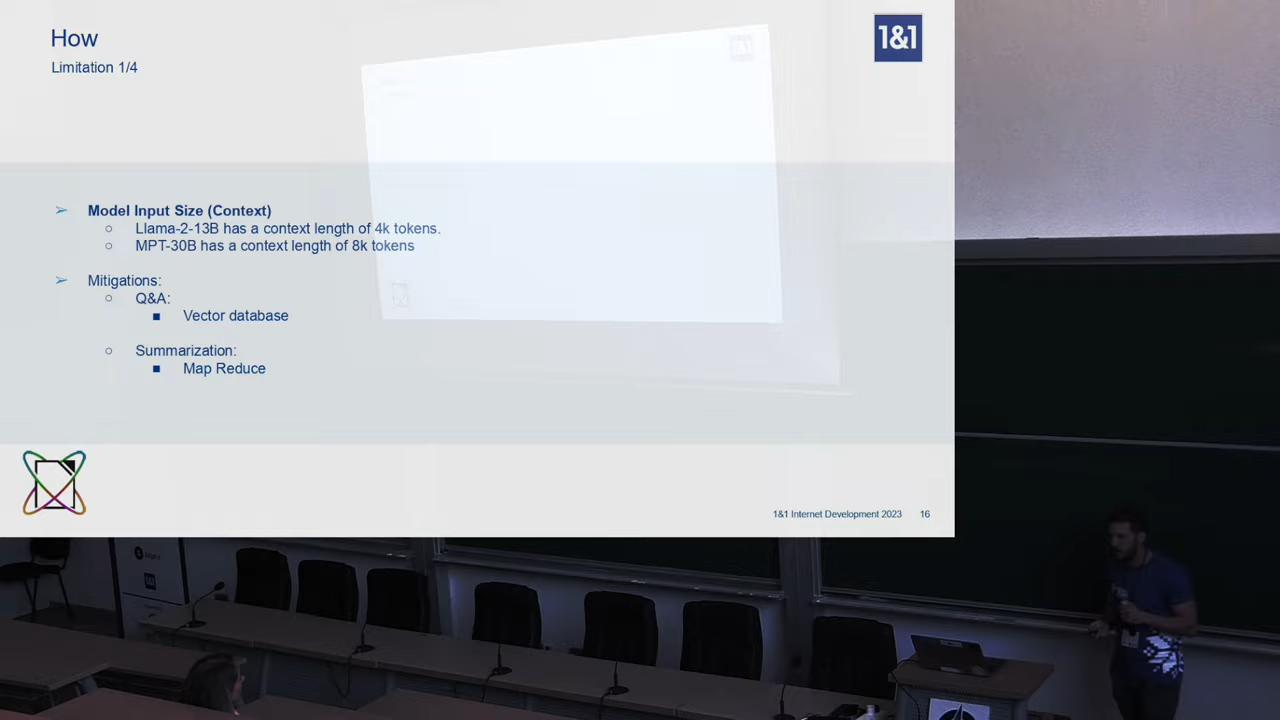 How
1&1
Limitation 1/4
➢ Model Input Size (Context)
○ Llama-2-13B has a context length of 4k tokens.
○ MPT-30B has a context length of 8k tokens
➢ Mitigations:
○ Q&A:
■ Vector database
○ Summarization:
■ Map Reduce
1&1 Internet Development 2023 16
1&1